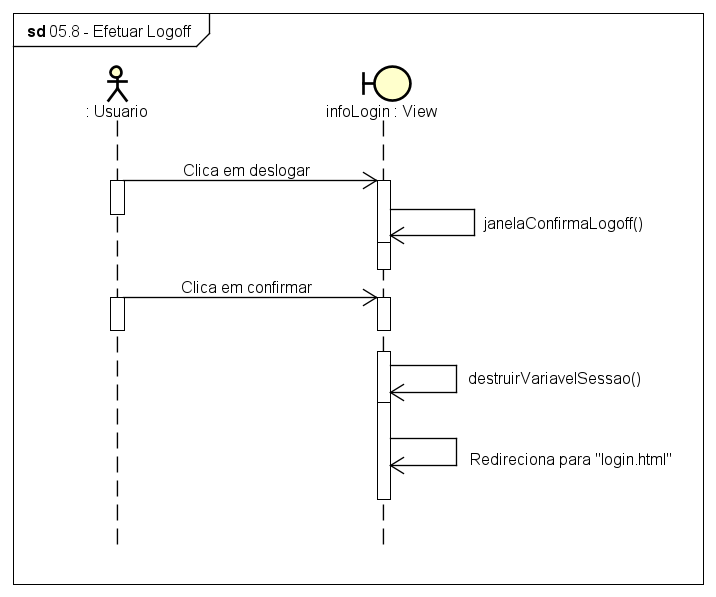 sd 05.8 - Efetuar Logoff
: Usuario
infoLogin : View
Clica em deslogar
janelaConfirmaLogoff()
Clica em confirmar
destruirVariavelSessao()
Redireciona para "login.html"